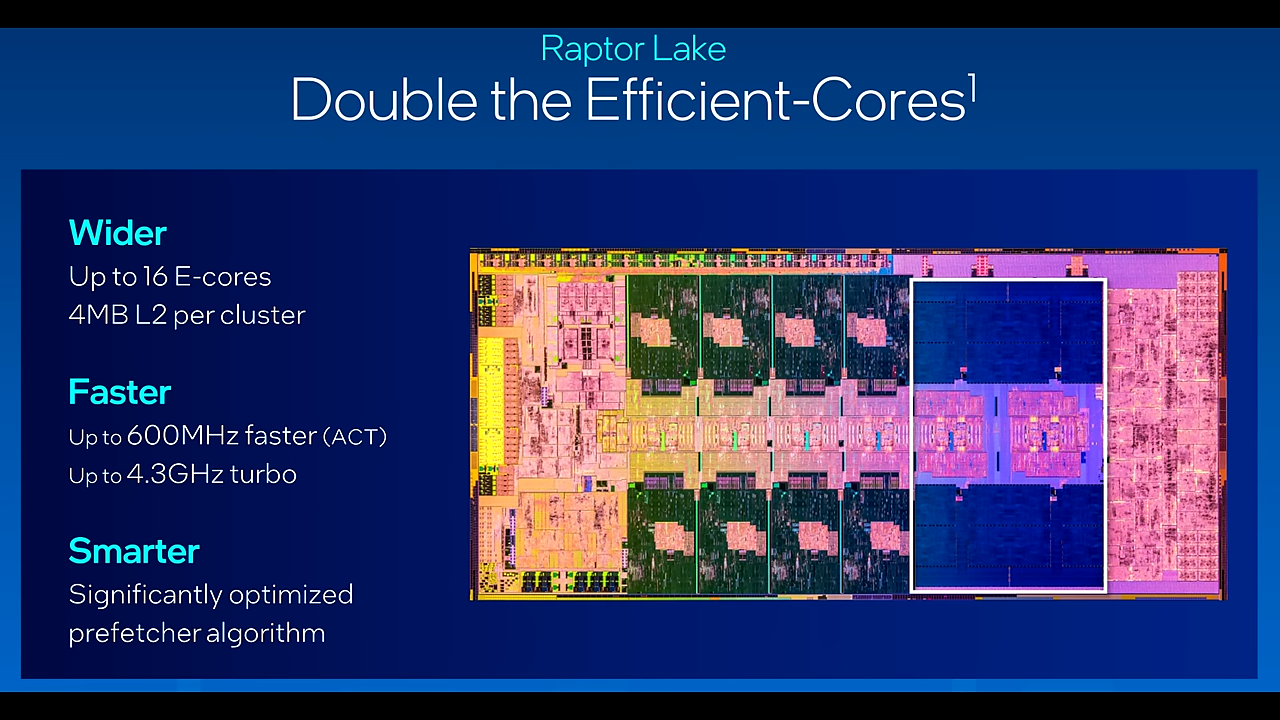 Raptor Lake
Double the Efficient-Cores¹
Wider
Up to 16 E-cores
4MB L2 per cluster
Faster
Up to 600MHz faster (ACT)
Up to 4.3GHz turbo
Smarter
Significantly optimized
prefetcher algorithm